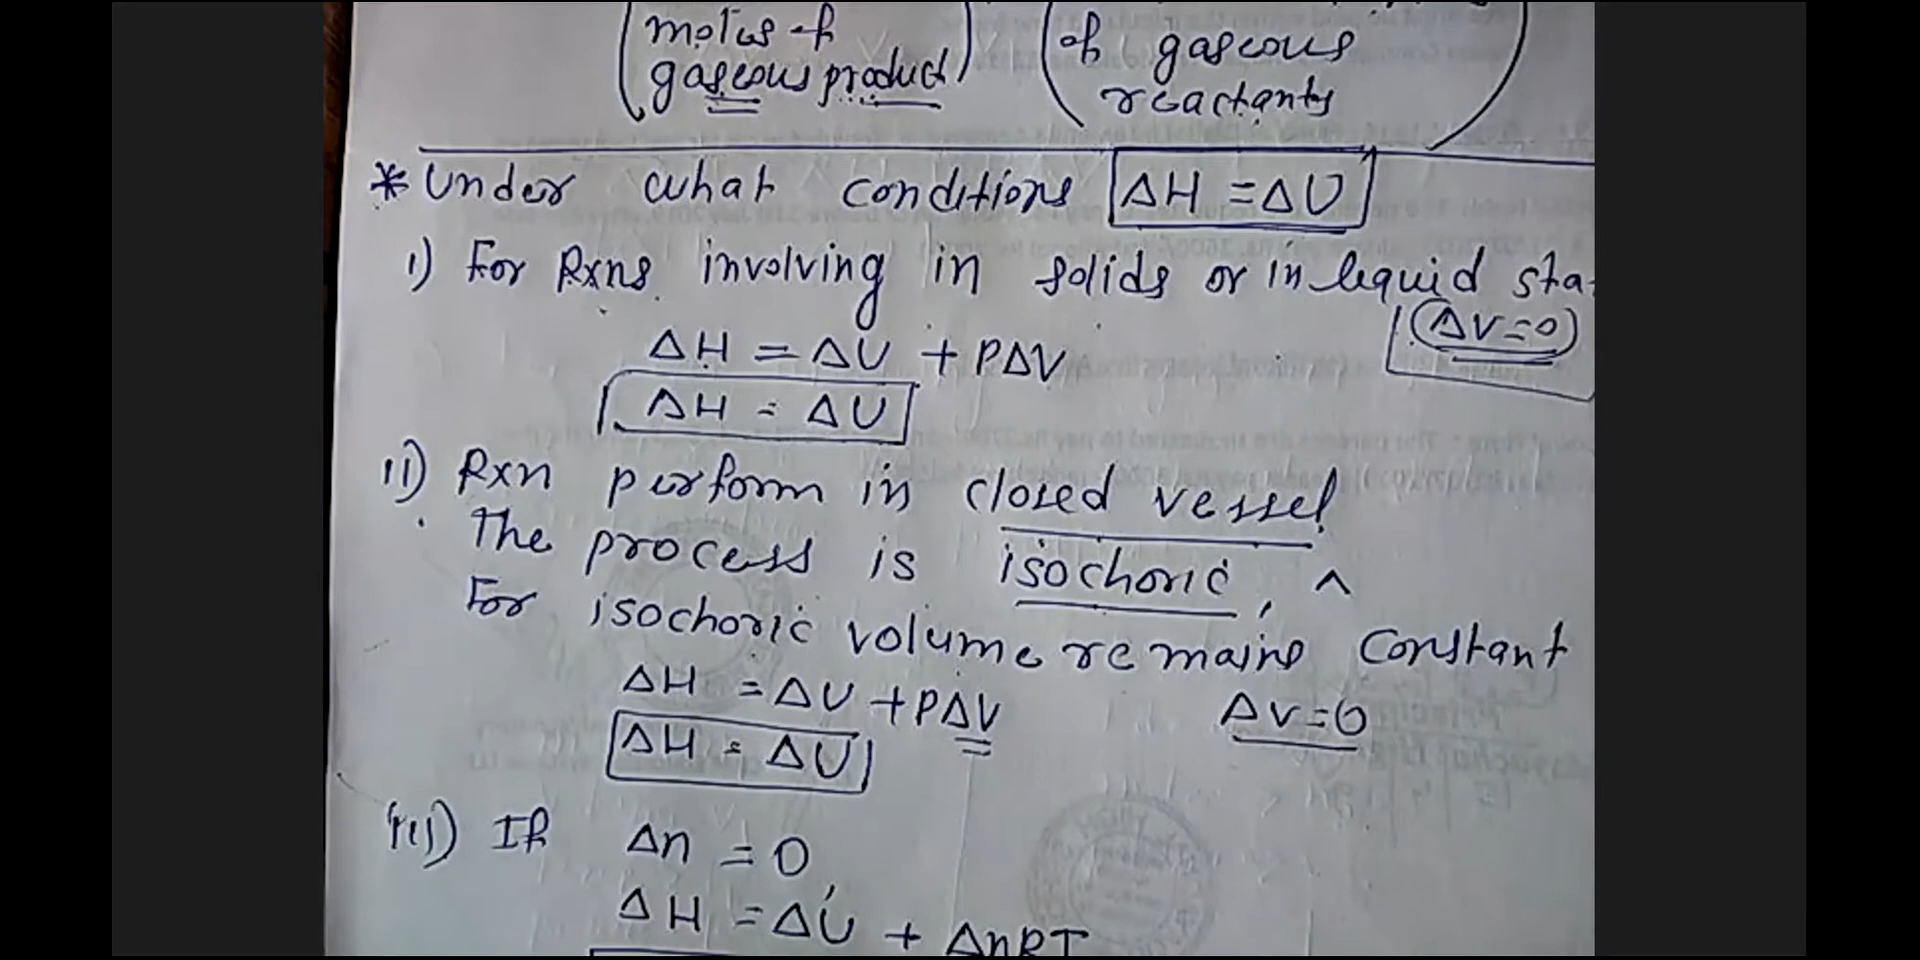 moles of
gaseous product
of gaseous
reactants
* Under what conditions ΔH = ΔU
i) For Rxns involving in solids or in liquid sta
(ΔV=0)
ΔH = ΔU + PΔV
ΔH = ΔU
ii) Rxn perform in closed vessel
The process is isochoric,
For isochoric volume remains constant
ΔH = ΔU + PΔV
ΔV=0
ΔH = ΔU
iii) If Δn = 0
ΔH = ΔU + ΔnRT